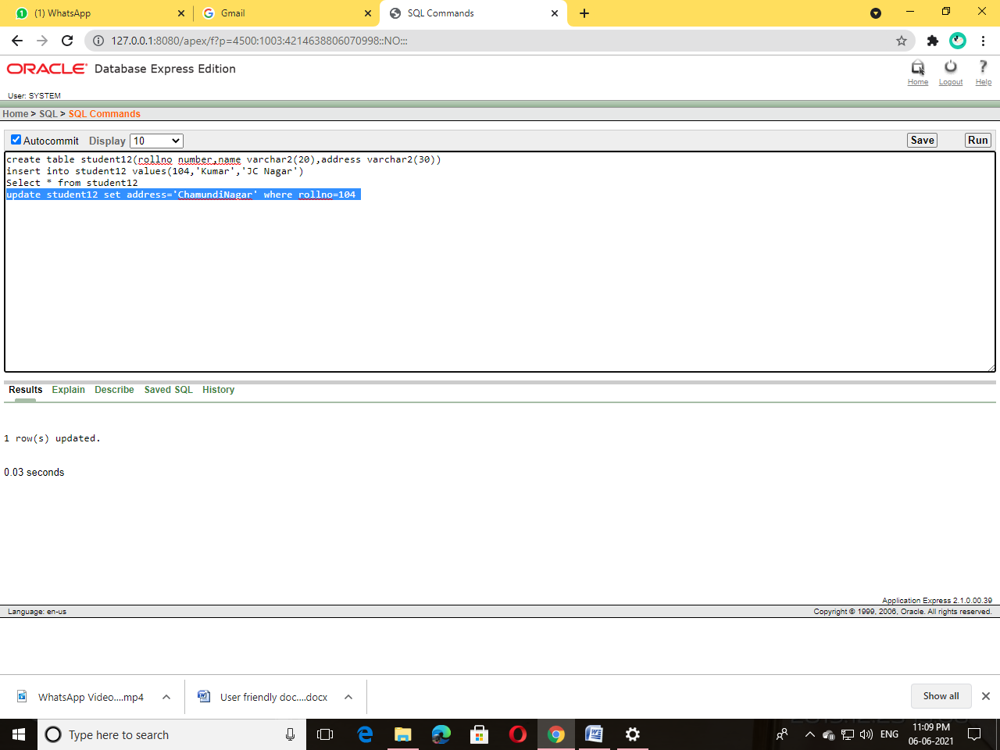 (1) WhatsApp
Gmail
SQL Commands
127.0.0.1:8080/apex/f?p=4500:1003:4214638806070998::NO:::
ORACLE Database Express Edition
Home
Logout
Help
User: SYSTEM
Home > SQL > SQL Commands
Autocommit Display 10
Save
Run
create table student12(rollno number,name varchar2(20),address varchar2(30))
insert into student12 values(104,'Kumar','JC Nagar')
Select * from student12
update student12 set address='ChamundiNagar' where rollno=104
Results Explain Describe Saved SQL History
1 row(s) updated.
0.03 seconds
Application Express 2.1.0.00.39
Language: en-us
Copyright © 1999, 2006, Oracle. All rights reserved.
WhatsApp Video....mp4
User friendly doc....docx
Show all
Type here to search
ENG
11:09 PM
06-06-2021